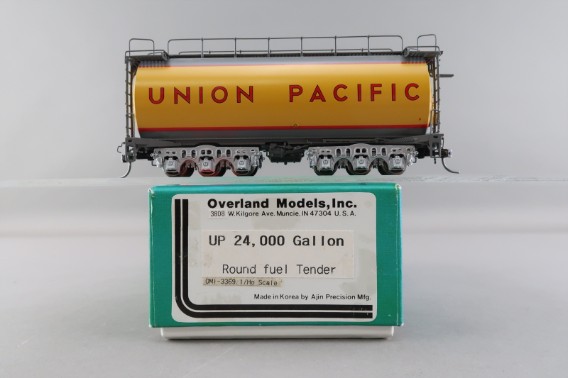 UNION PACIFIC
Overland Models, Inc.
3808 W. Kilgore Ave. Muncie, IN 47304 U.S.A.
UP 24,000 Gallon
Round fuel Tender
OMI-3369 1/Ho Scale
Made in Korea by Ajin Precision Mfg.